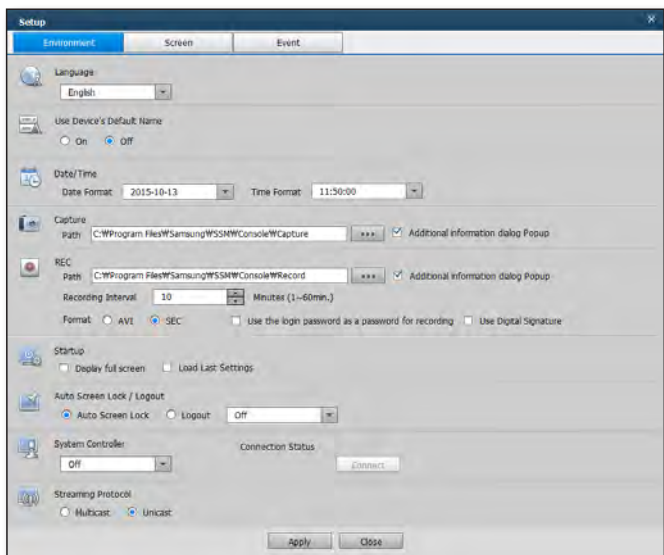 Setup
Environment Screen Event
Language
English
Use Device's Default Name
On Off
Date/Time
Date Format 2015-10-13 Time Format 11:50:00
Capture
Path C:₩Program Files₩Samsung₩SSM₩Console₩Capture Additional information dialog Popup
REC
Path C:₩Program Files₩Samsung₩SSM₩Console₩Record Additional information dialog Popup
Recording Interval 10 Minutes (1~60min.)
Format AVI SEC Use the login password as a password for recording Use Digital Signature
Startup
Display full screen Load Last Settings
Auto Screen Lock / Logout
Auto Screen Lock Logout Off
System Controller Connection Status
Off Connect
Streaming Protocol
Multicast Unicast
Apply Close